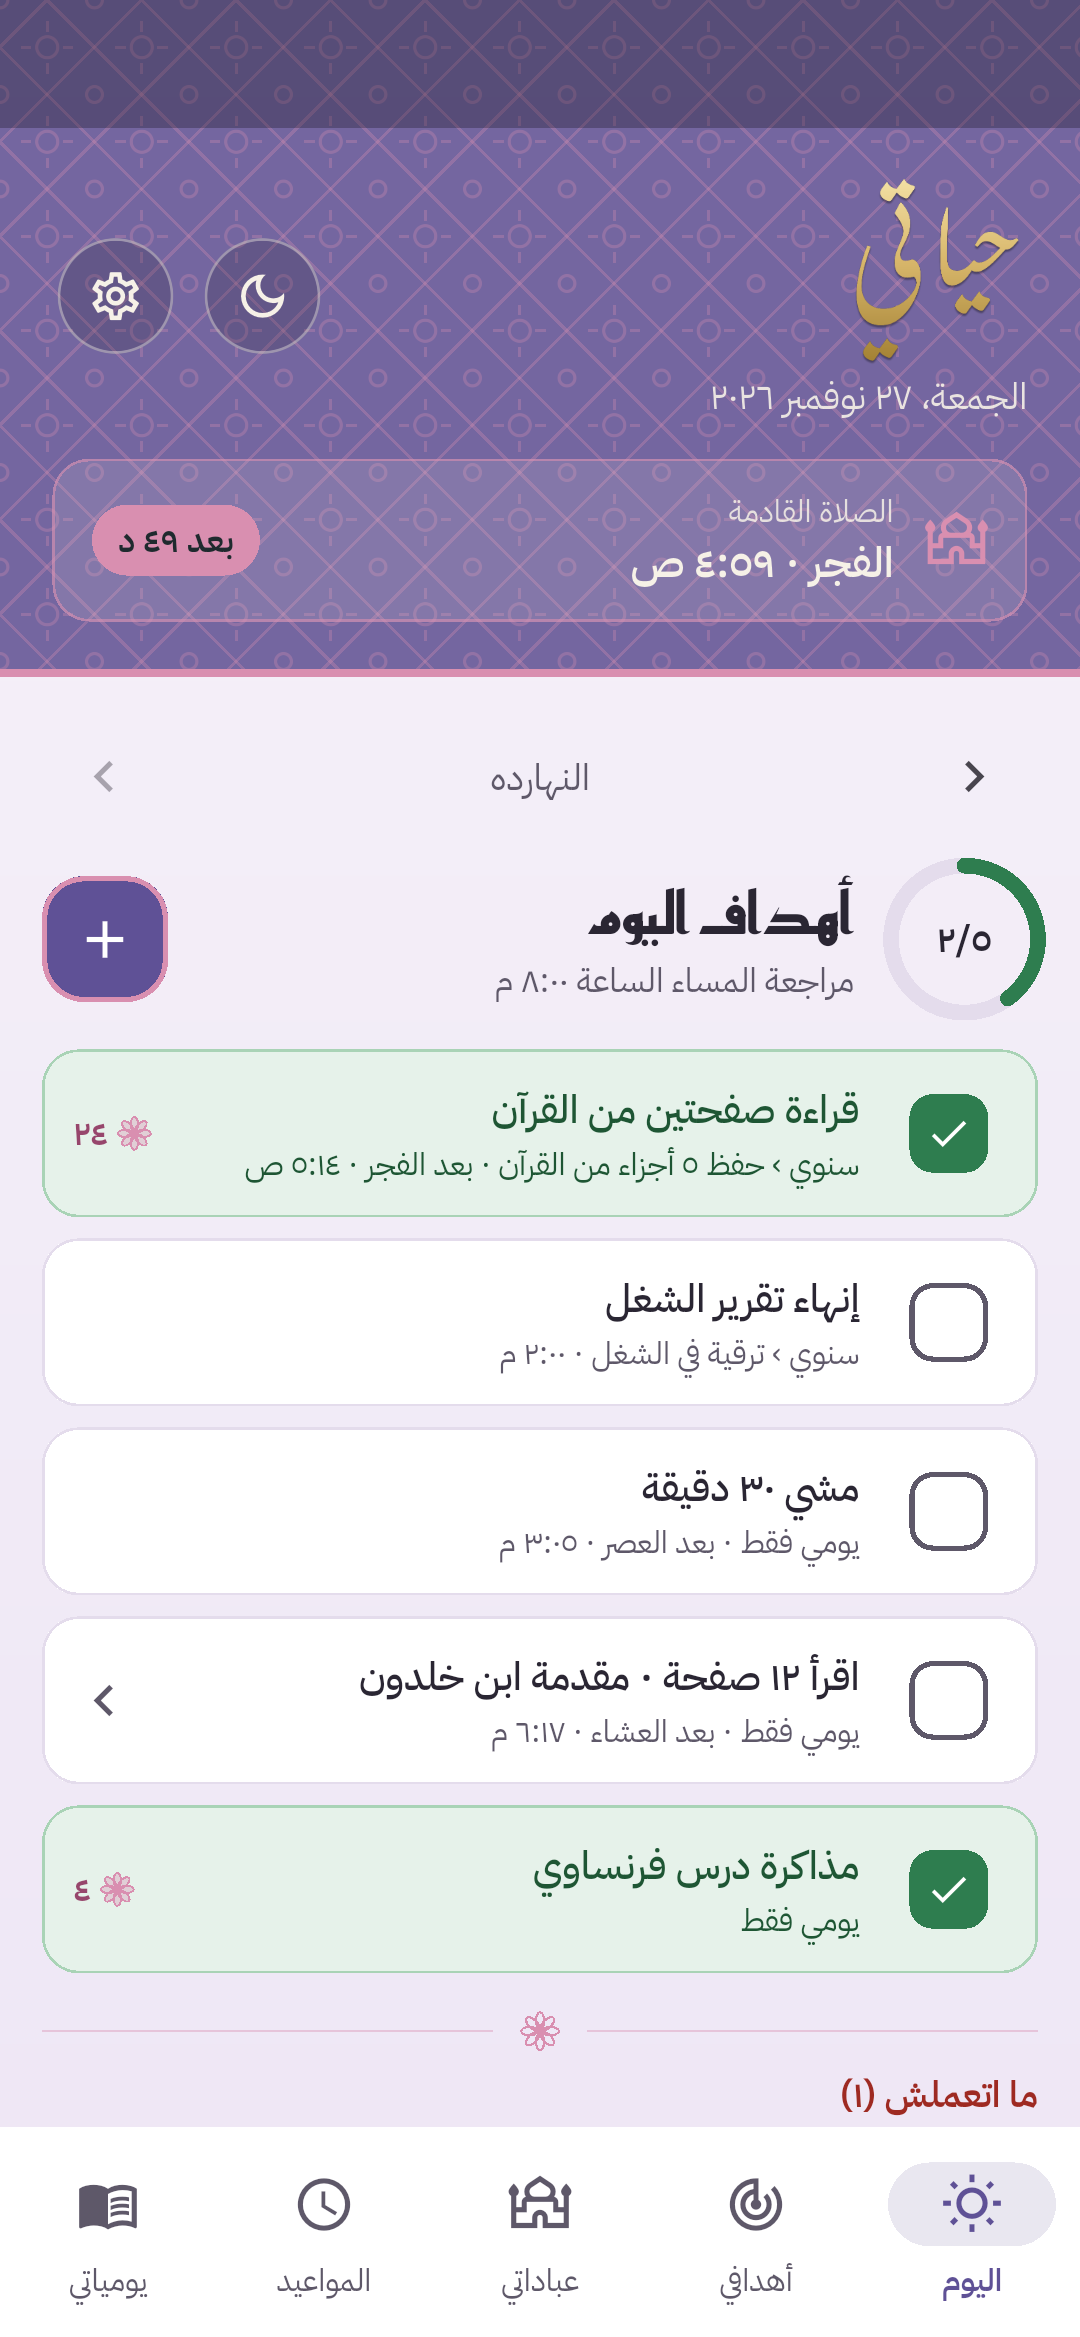 حياتي
الجمعة، ٢٧ نوفمبر ٢٠٢٦
الصلاة القادمة
الفجر · ٤:٥٩ ص
بعد ٤٩ د
النهارده
٢/٥
أهداف اليوم
مراجعة المساء الساعة ٨:٠٠ م
قراءة صفحتين من القرآن
سنوي › حفظ ٥ أجزاء من القرآن · بعد الفجر · ٥:١٤ ص
٢٤
إنهاء تقرير الشغل
سنوي › ترقية في الشغل · ٢:٠٠ م
مشي ٣٠ دقيقة
يومي فقط · بعد العصر · ٣:٠٥ م
اقرأ ١٢ صفحة · مقدمة ابن خلدون
يومي فقط · بعد العشاء · ٦:١٧ م
مذاكرة درس فرنساوي
يومي فقط
٤
ما اتعملش (١)
اليوم
أهدافي
عباداتي
المواعيد
يومياتي